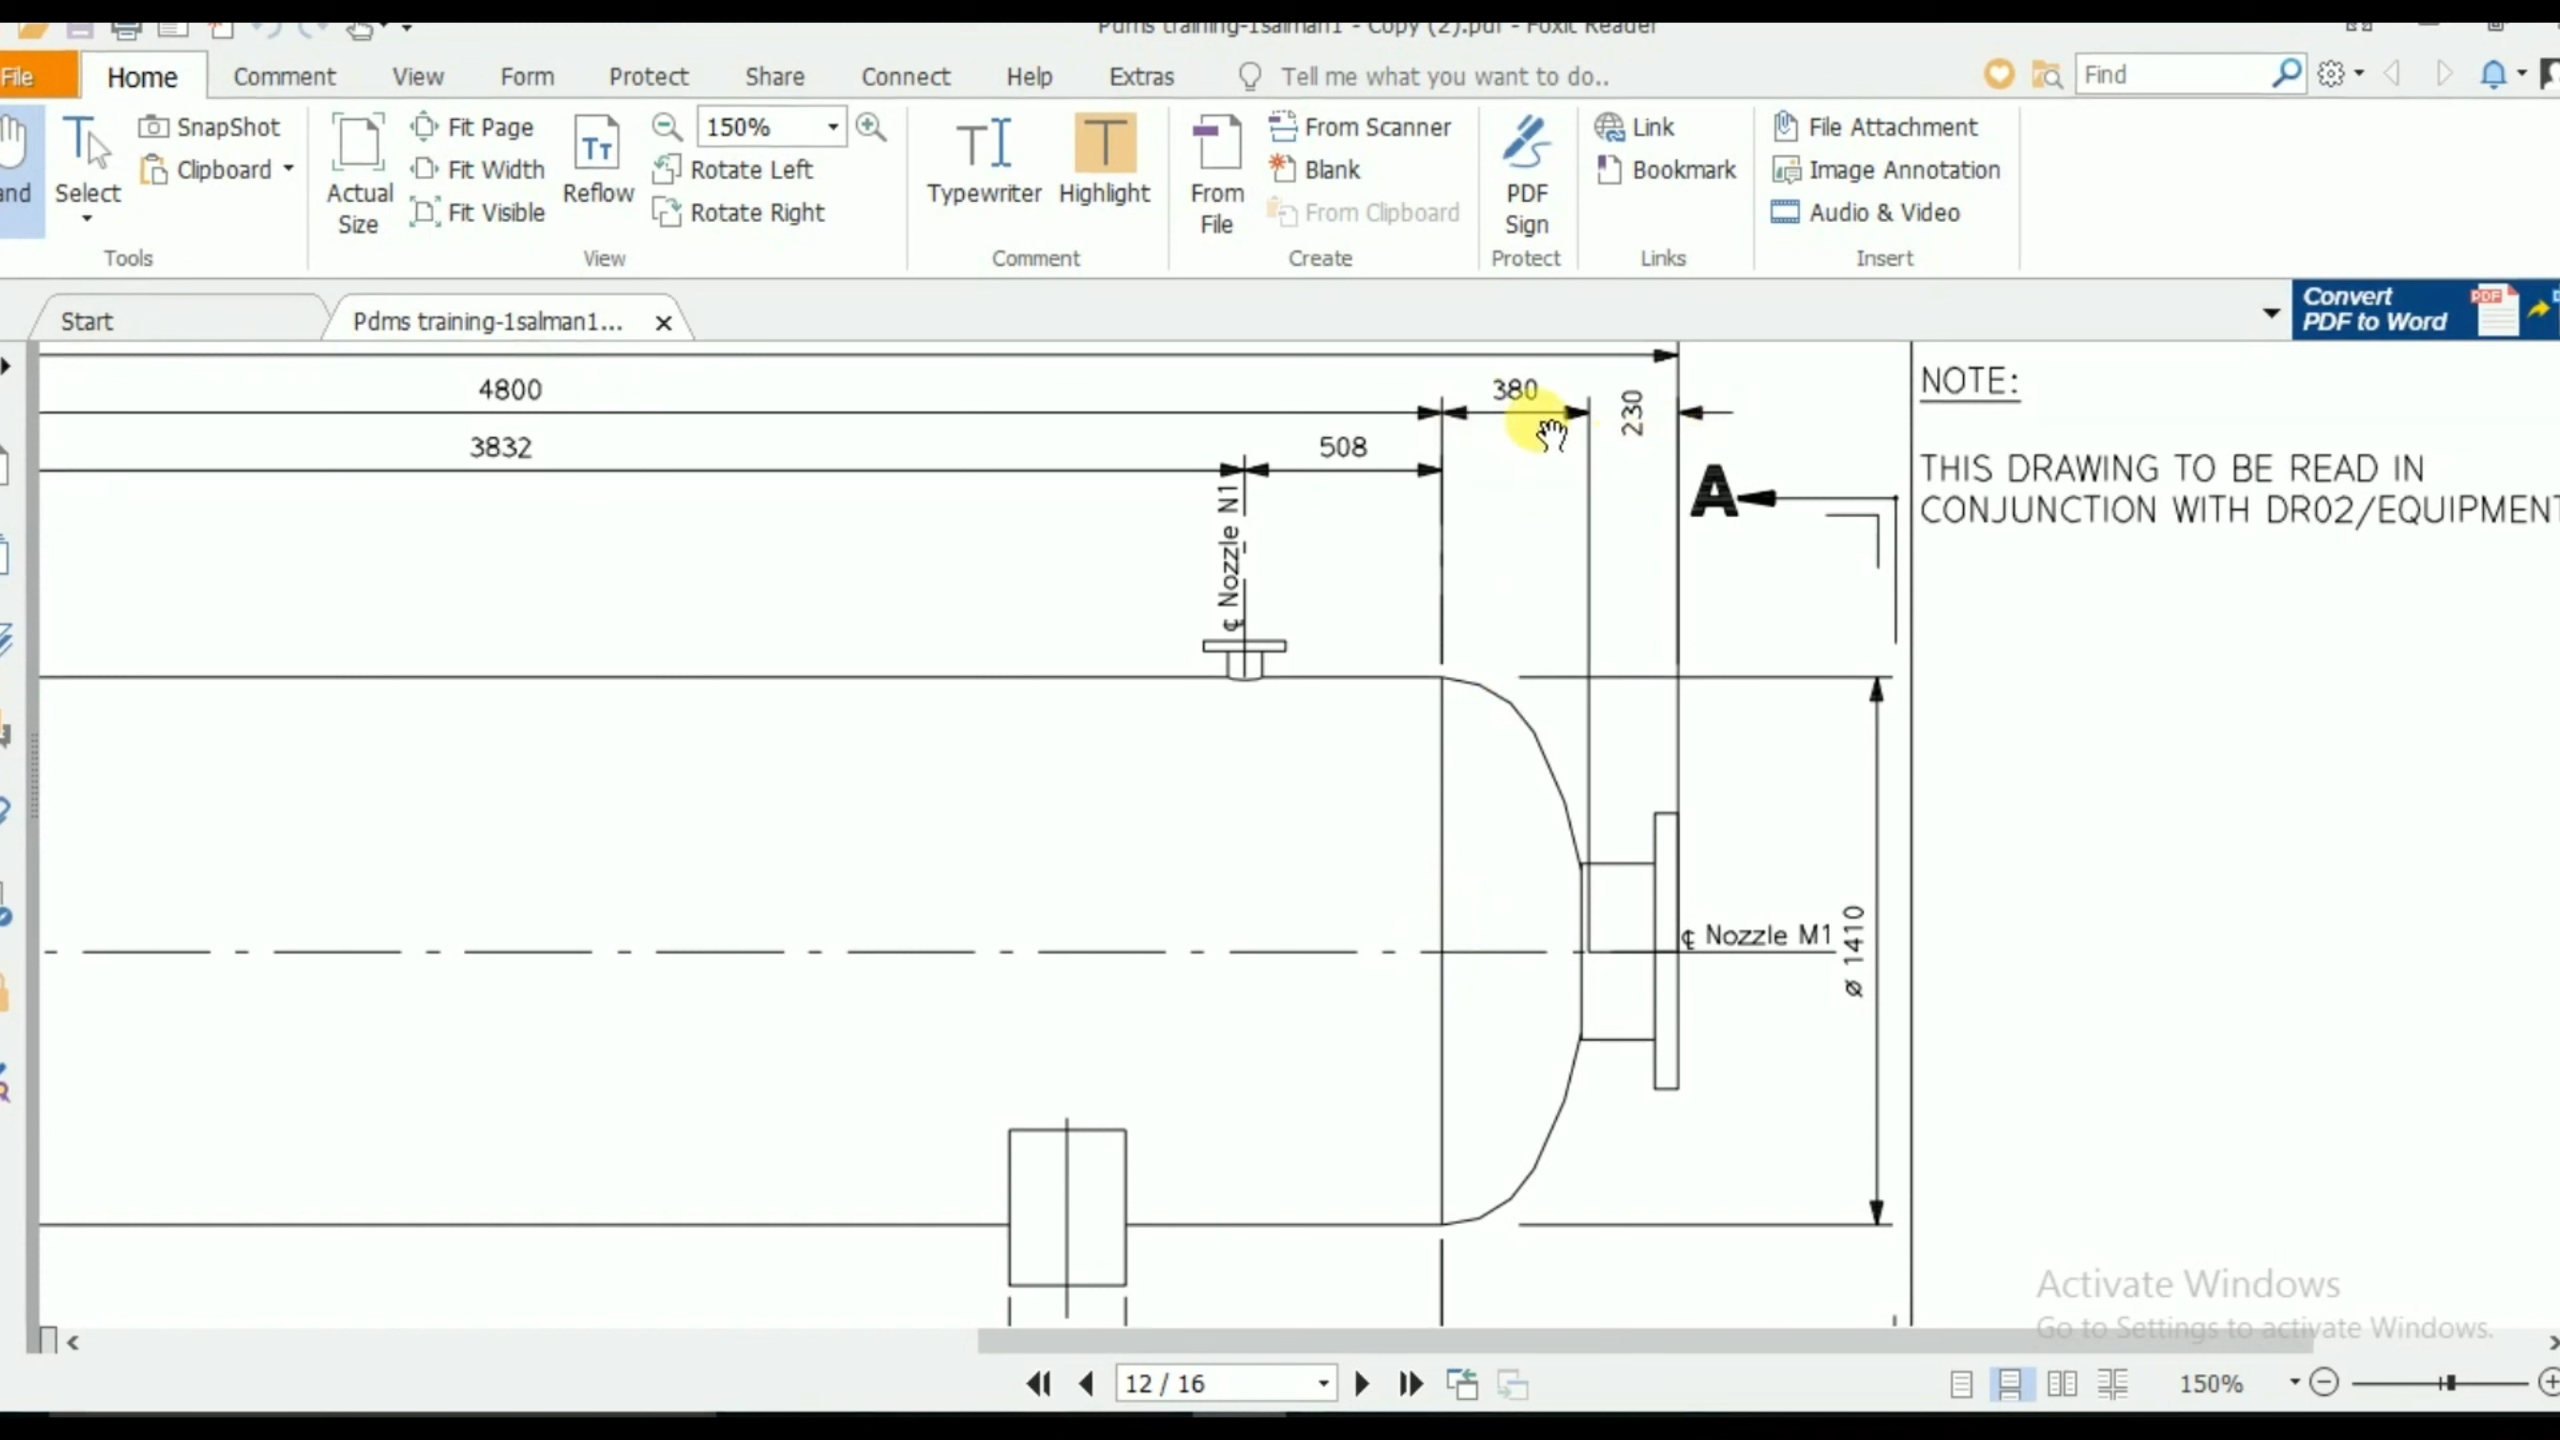 Pdms training-1salman1 - Copy (2).pdf - Foxit Reader
File
Home
Comment
View
Form
Protect
Share
Connect
Help
Extras
Tell me what you want to do..
Find
Select
SnapShot
Clipboard
Tools
Actual
Size
Fit Page
Fit Width
Fit Visible
Reflow
150%
Rotate Left
Rotate Right
View
Typewriter
Highlight
Comment
From
File
From Scanner
Blank
From Clipboard
Create
PDF
Sign
Protect
Link
Bookmark
Links
File Attachment
Image Annotation
Audio & Video
Insert
Start
Pdms training-1salman1...
Convert
PDF to Word
PDF
4800
380
230
3832
508
℄ Nozzle N1
A
NOTE:
THIS DRAWING TO BE READ IN
CONJUNCTION WITH DR02/EQUIPMENT
℄ Nozzle M1
ø 1410
Activate Windows
Go to Settings to activate Windows.
12 / 16
150%